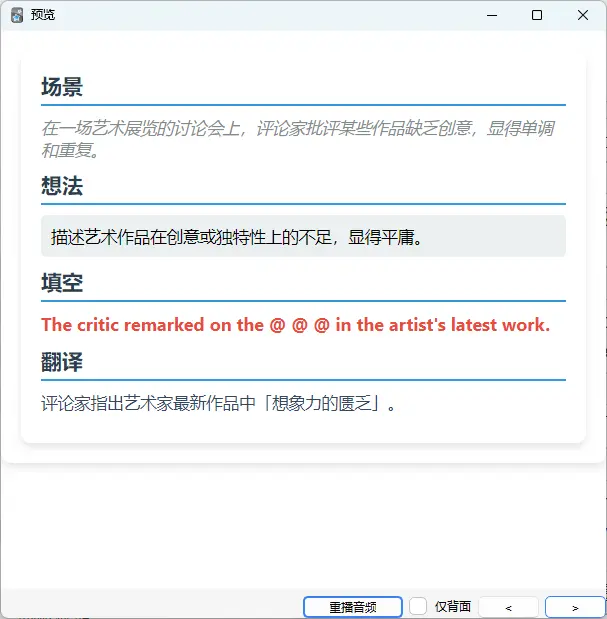 预览
场景
在一场艺术展览的讨论会上，评论家批评某些作品缺乏创意，显得单调
和重复。
想法
描述艺术作品在创意或独特性上的不足，显得平庸。
填空
The critic remarked on the @ @ @ in the artist's latest work.
翻译
评论家指出艺术家最新作品中「想象力的匮乏」。
重播音频 仅背面 < >